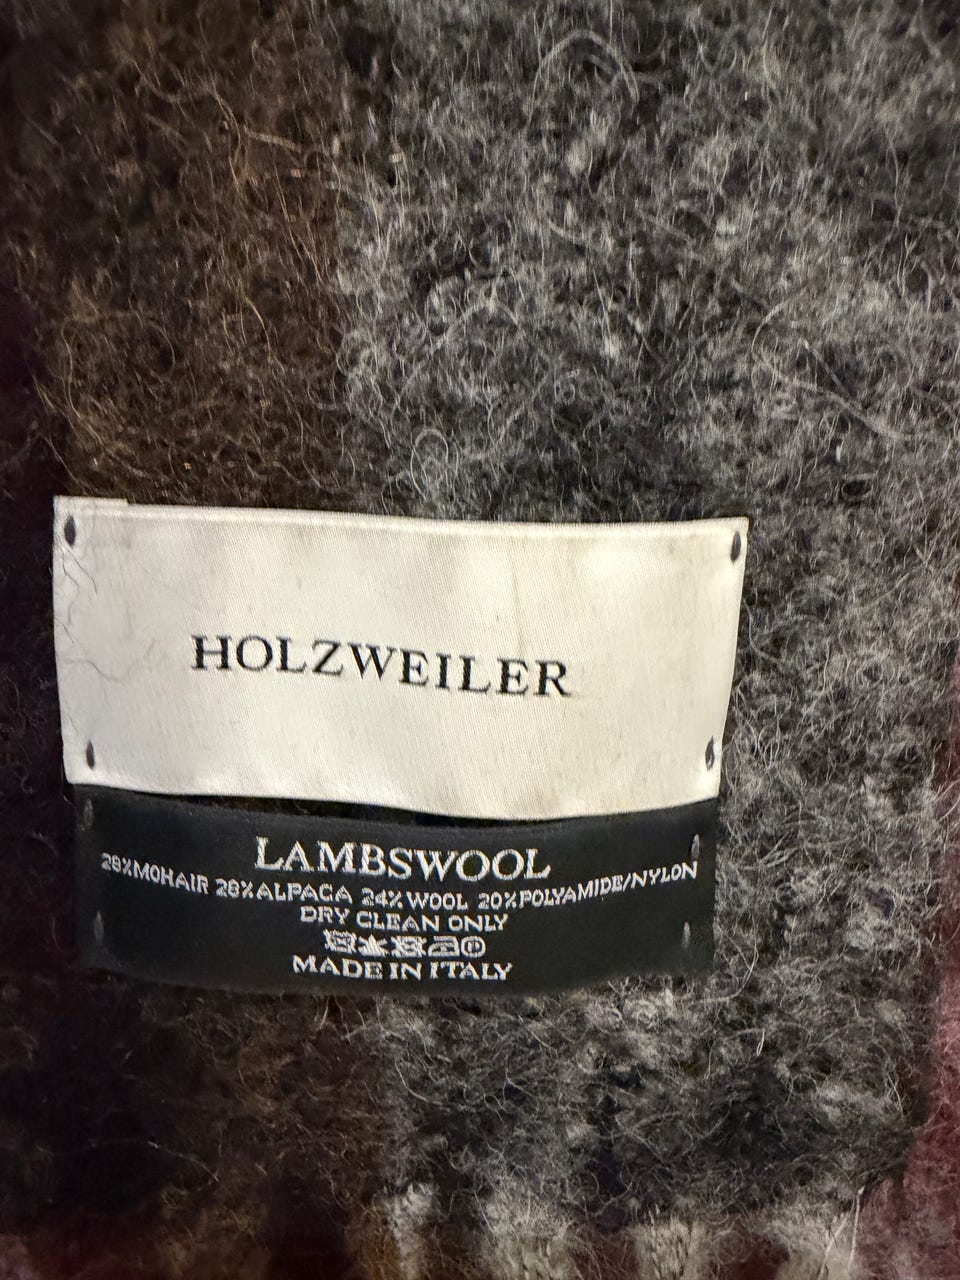 HOLZWEILER
LAMBSWOOL
28%MOHAIR 28%ALPACA 24%WOOL 20%POLYAMIDE/NYLON
DRY CLEAN ONLY
MADE IN ITALY